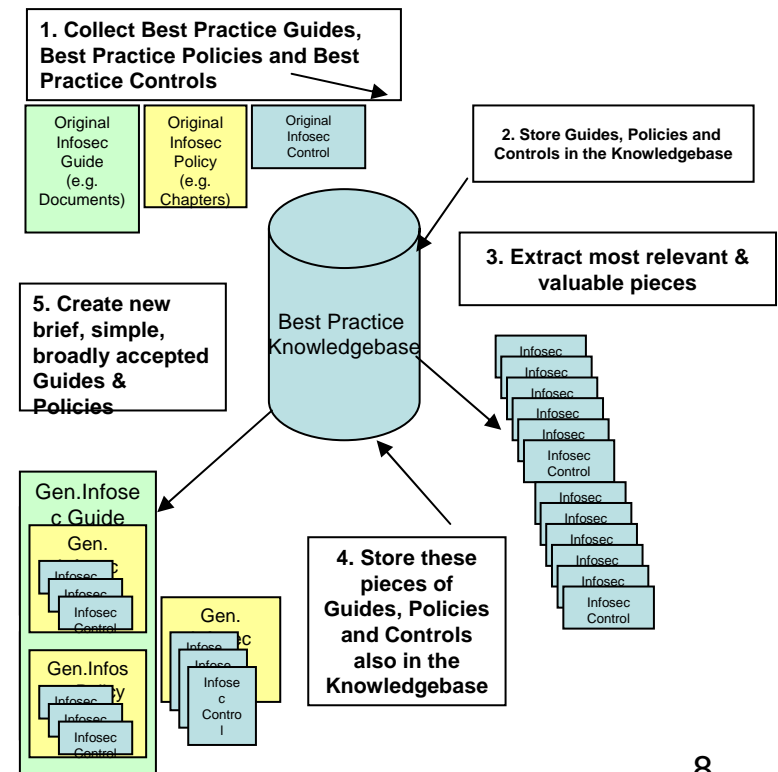 1. Collect Best Practice Guides,
Best Practice Policies and Best
Practice Controls
Original
Infosec
Guide
(e.g.
Documents)
Original
Infosec
Policy
(e.g.
Chapters)
Original
Infosec
Control
2. Store Guides, Policies and
Controls in the Knowledgebase
3. Extract most relevant &
valuable pieces
5. Create new
brief, simple,
broadly accepted
Guides &
Policies
Best Practice
Knowledgebase
Infosec
Infosec
Infosec
Infosec
Infosec
Infosec
Control
Infosec
Infosec
Infosec
Infosec
Infosec
Infosec
Control
4. Store these
pieces of
Guides, Policies
and Controls
also in the
Knowledgebase
Gen.Infose
c Guide
Gen.
Infosec
Infosec
Infosec
Control
Gen.Infos
Infosec
Infosec
Infosec
Control
Gen.
Infose
Infose
Infose
c
Contro
l
8